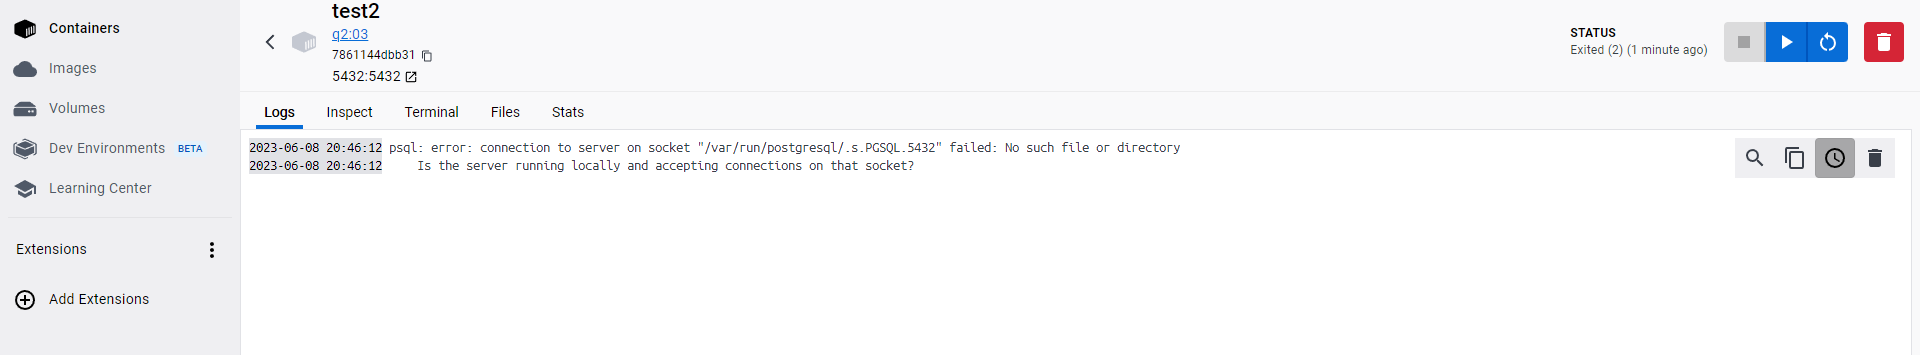 Containers
Images
Volumes
Dev Environments BETA
Learning Center
Extensions
Add Extensions
test2
q2:03
7861144dbb31
5432:5432
STATUS
Exited (2) (1 minute ago)
Logs Inspect Terminal Files Stats
2023-06-08 20:46:12 psql: error: connection to server on socket "/var/run/postgresql/.s.PGSQL.5432" failed: No such file or directory
2023-06-08 20:46:12 Is the server running locally and accepting connections on that socket?